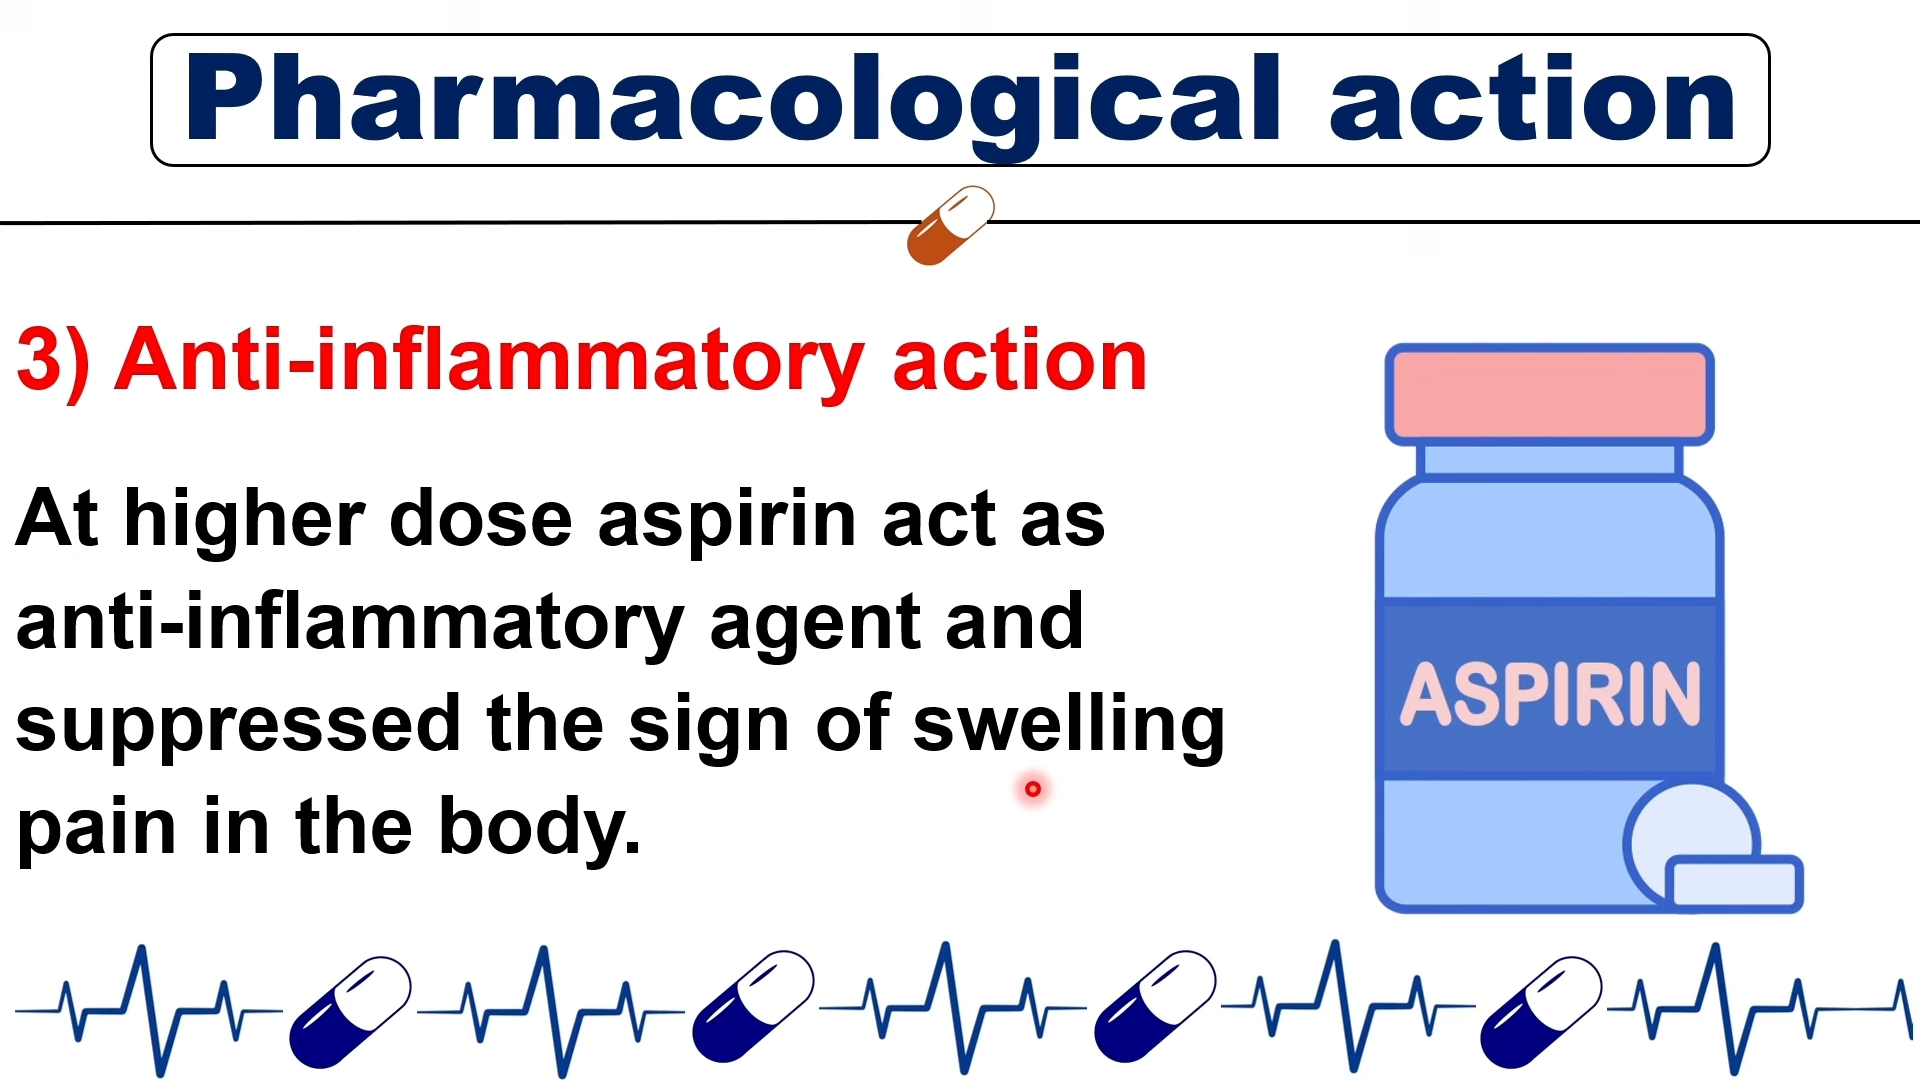 Pharmacological action
3) Anti-inflammatory action
At higher dose aspirin act as
anti-inflammatory agent and
suppressed the sign of swelling
pain in the body.
ASPIRIN